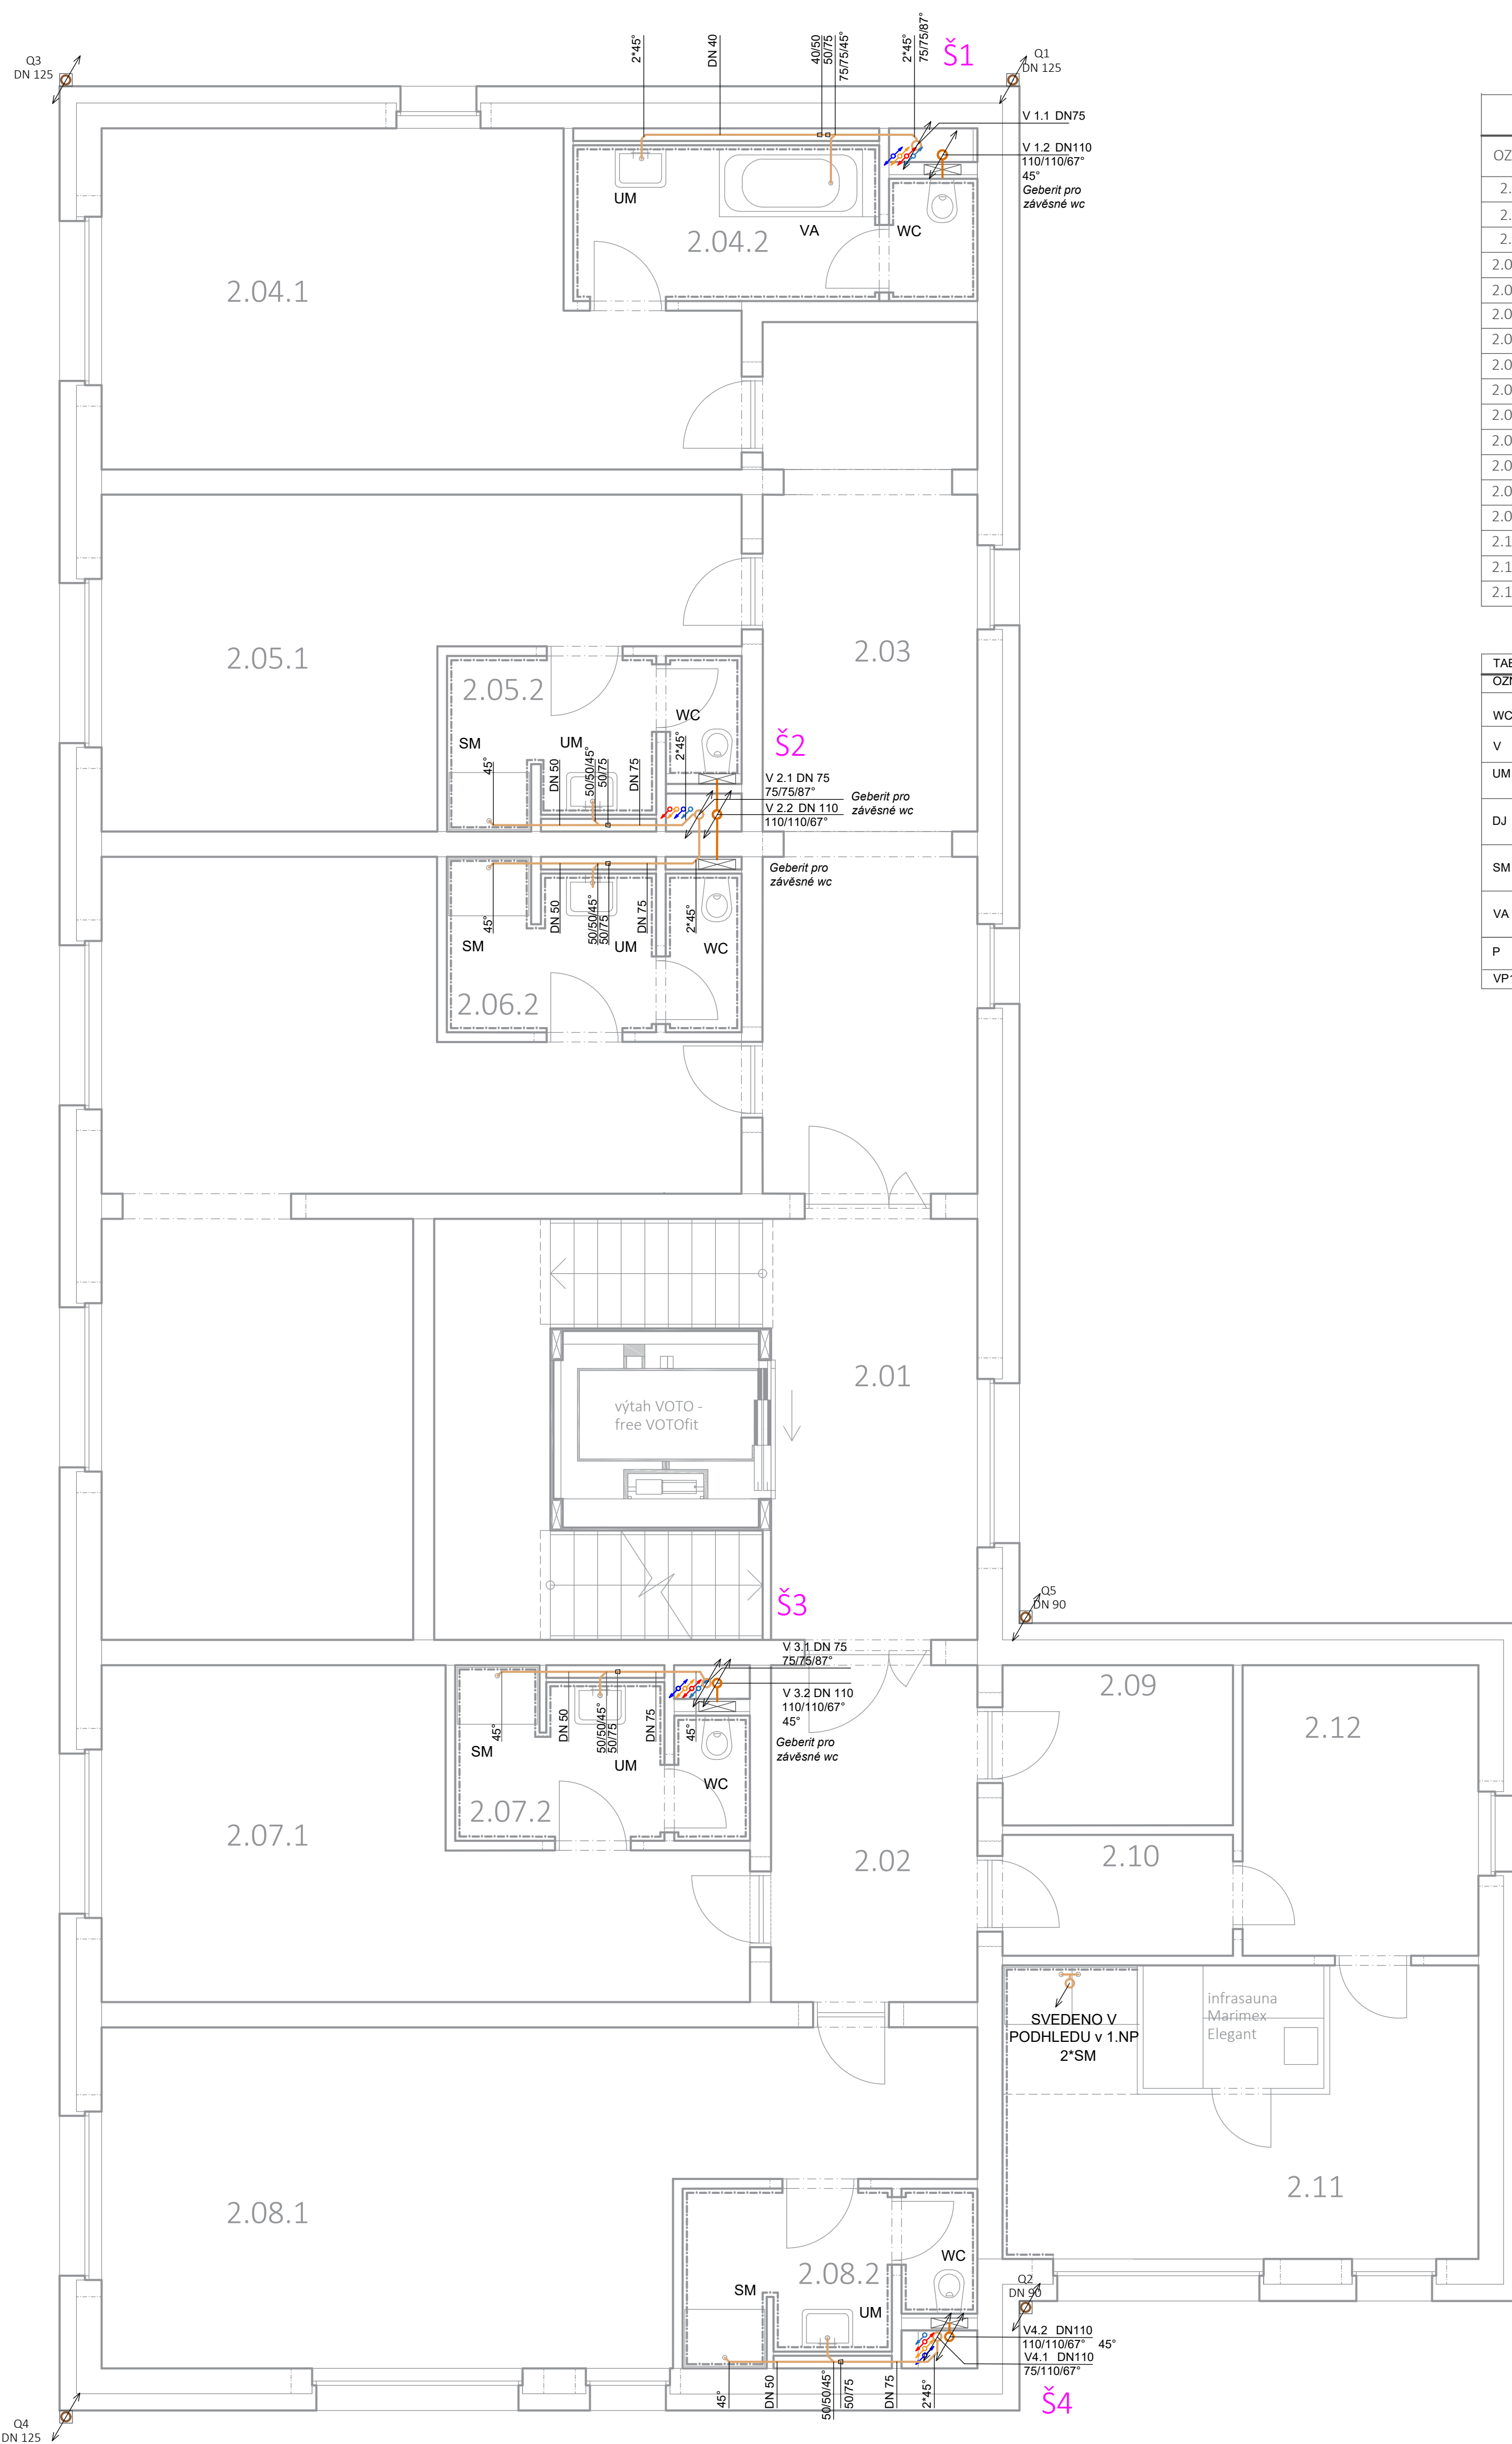 Q3
DN 125
2*45°
DN 40
40/50
50/75
75/75/45°
2*45°
75/75/87°
Š1
Q1
DN 125
V 1.1 DN75
V 1.2 DN110
110/110/67°
45°
Geberit pro
závěsné wc
UM
VA
WC
2.04.2
2.04.1
2.05.1
2.03
2.05.2
WC
SM
UM
Š2
45°
DN 50
50/50/45°
50/75
DN 75
2*45°
V 2.1 DN 75
75/75/87°
V 2.2 DN 110
110/110/67°
Geberit pro
závěsné wc
Geberit pro
závěsné wc
45°
DN 50
50/50/45°
50/75
DN 75
2*45°
SM
UM
WC
2.06.2
2.01
výtah VOTO -
free VOTOfit
Š3
Q5
DN 90
V 3.1 DN 75
75/75/87°
V 3.2 DN 110
110/110/67°
45°
Geberit pro
závěsné wc
45°
DN 50
50/50/45°
50/75
DN 75
45°
SM
UM
WC
2.07.2
2.07.1
2.02
2.09
2.12
2.10
SVEDENO V
PODHLEDU v 1.NP
2*SM
infrasauna
Marimex
Elegant
2.11
2.08.1
2.08.2
WC
SM
UM
Q2
DN 90
V4.2 DN110
110/110/67° 45°
V4.1 DN110
75/110/67°
Š4
45°
DN 50
50/50/45°
50/75
DN 75
2*45°
Q4
DN 125
WC
V
UM
DJ
SM
VA
P